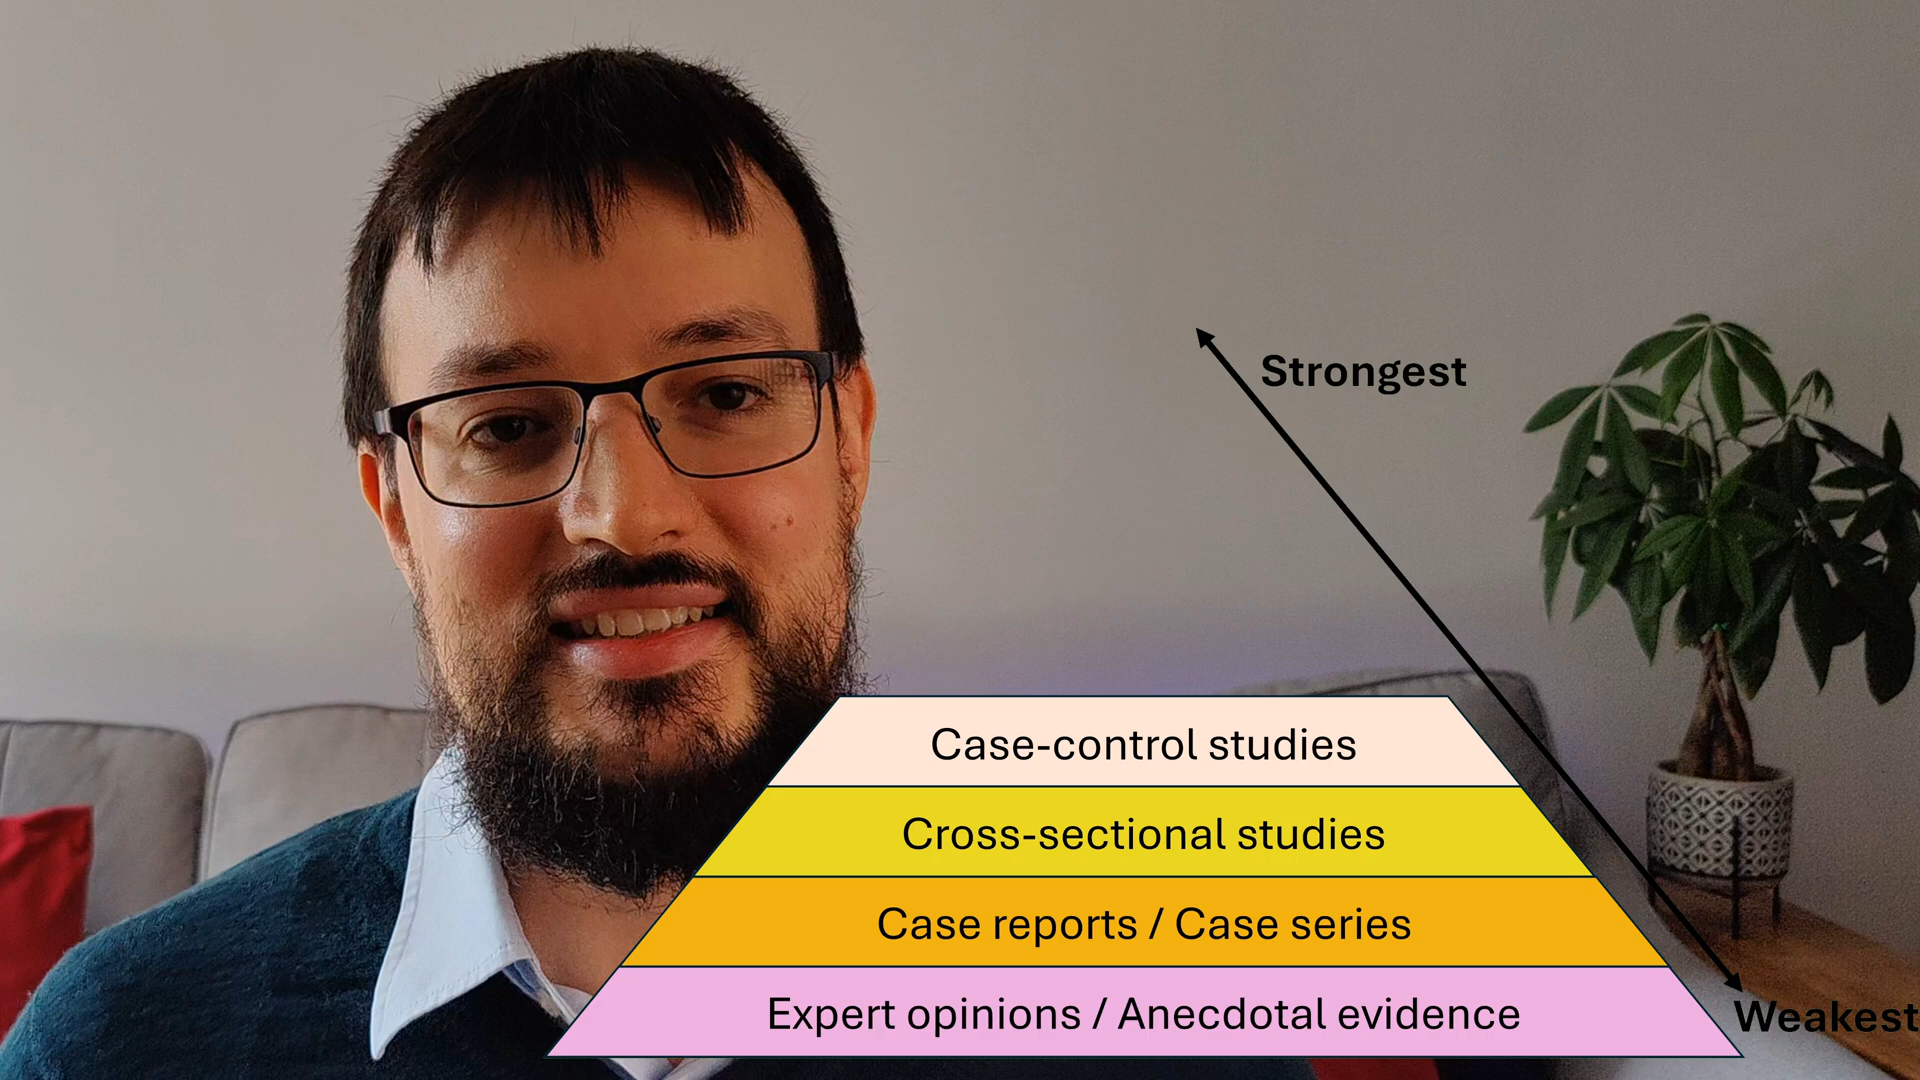 Strongest
Case-control studies
Cross-sectional studies
Case reports / Case series
Expert opinions / Anecdotal evidence
Weakest